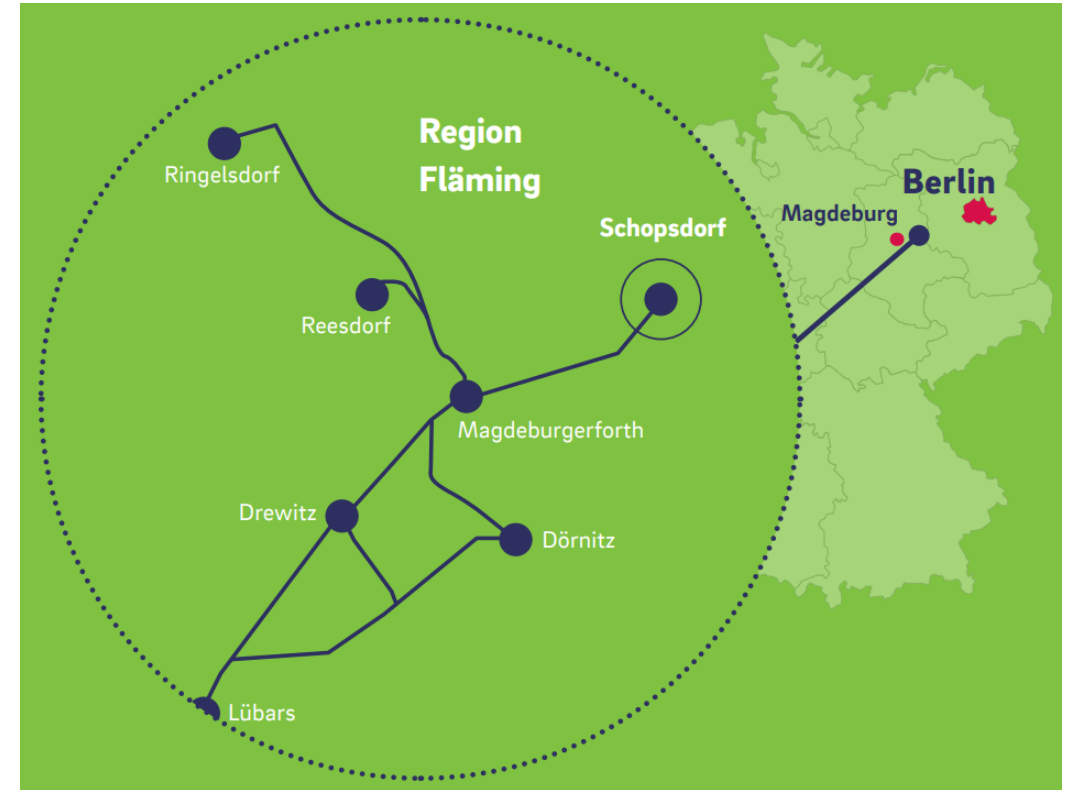 Region
Fläming
Ringelsdorf
Schopsdorf
Reesdorf
Magdeburgerforth
Drewitz
Dörnitz
Lübars
Berlin
Magdeburg